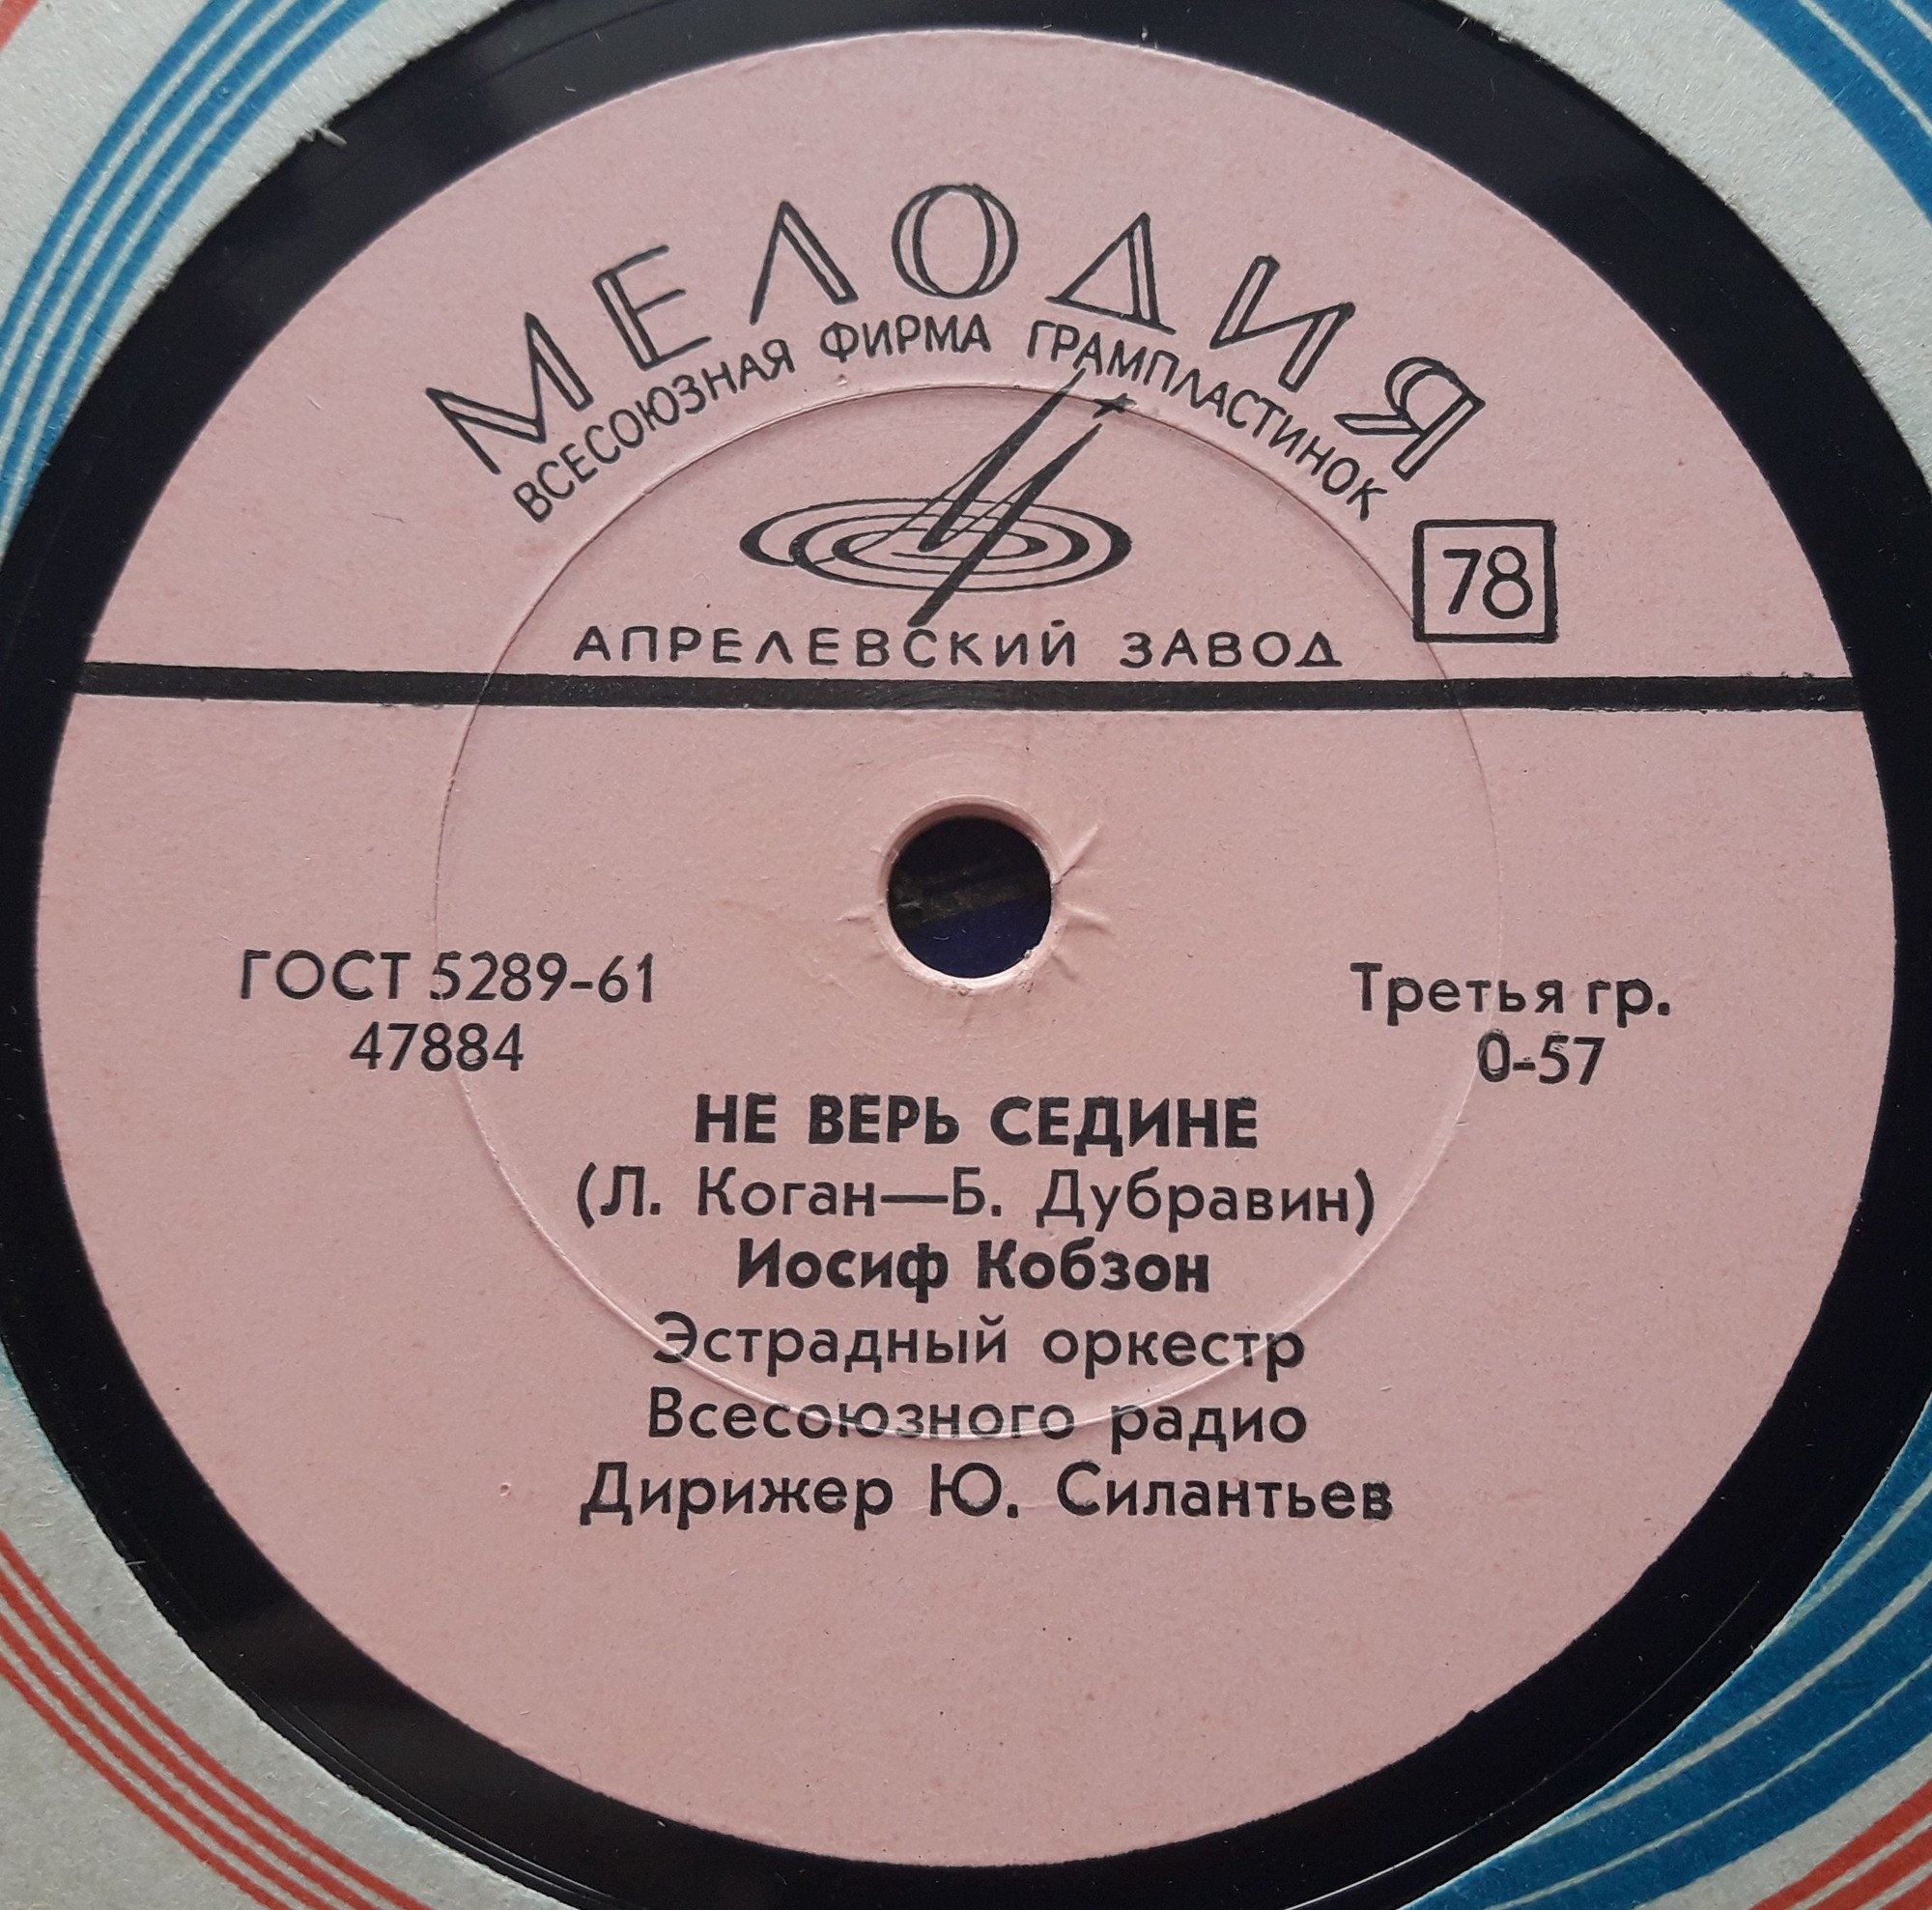 МЕЛОДИЯ
ВСЕСОЮЗНАЯ ФИРМА ГРАМПЛАСТИНОК
78
АПРЕЛЕВСКИЙ ЗАВОД
ГОСТ 5289-61
47884
Третья гр.
0-57
НЕ ВЕРЬ СЕДИНЕ
(Л. Коган—Б. Дубравин)
Иосиф Кобзон
Эстрадный оркестр
Всесоюзного радио
Дирижер Ю. Силантьев